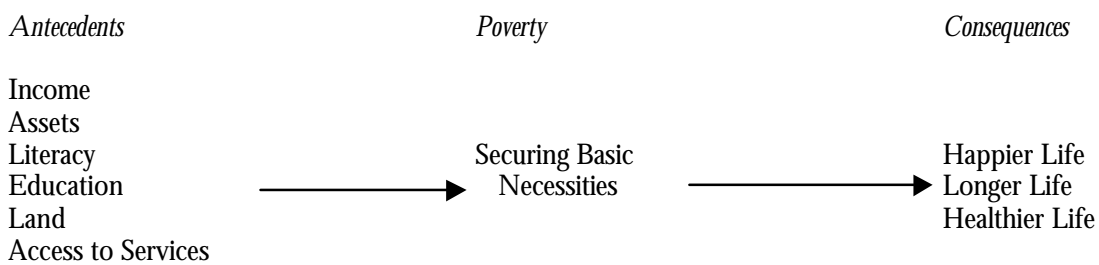 Antecedents Poverty Consequences
Income
Assets
Literacy Securing Basic Happier Life
Education Necessities Longer Life
Land Healthier Life
Access to Services